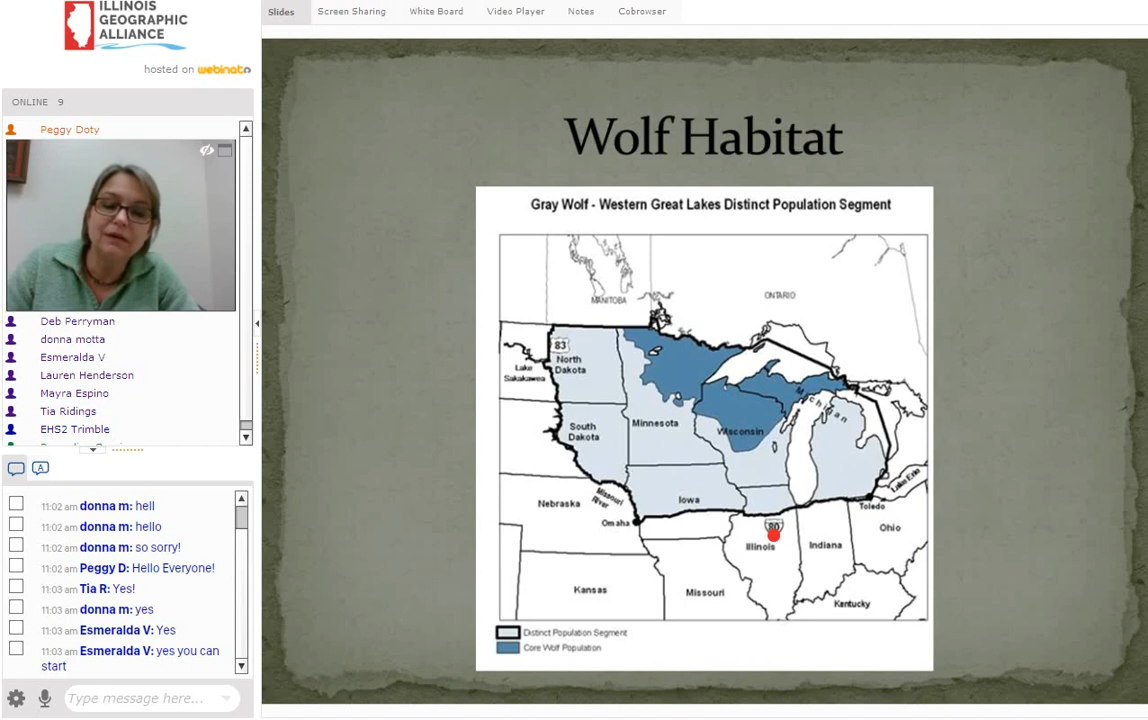 ILLINOIS
GEOGRAPHIC
ALLIANCE
hosted on webinato
ONLINE 9
Peggy Doty
Deb Perryman
donna motta
Esmeralda V
Lauren Henderson
Mayra Espino
Tia Ridings
EHS2 Trimble
A
11:02 am donna m: hell
11:02 am donna m: hello
11:02 am donna m: so sorry!
11:02 am Peggy D: Hello Everyone!
11:03 am Tia R: Yes!
11:03 am donna m: yes
11:03 am Esmeralda V: Yes
11:03 am Esmeralda V: yes you can
start
Type message here...
Slides Screen Sharing White Board Video Player Notes Cobrowser
Wolf Habitat
Gray Wolf - Western Great Lakes Distinct Population Segment
MANITOBA
ONTARIO
83
North
Dakota
Lake
Sakakawea
South
Dakota
Minnesota
Wisconsin
Michigan
Lake Erie
Nebraska
Missouri
River
Iowa
Omaha
Toledo
80
Illinois
Indiana
Ohio
Kansas
Missouri
Kentucky
Distinct Population Segment
Core Wolf Population